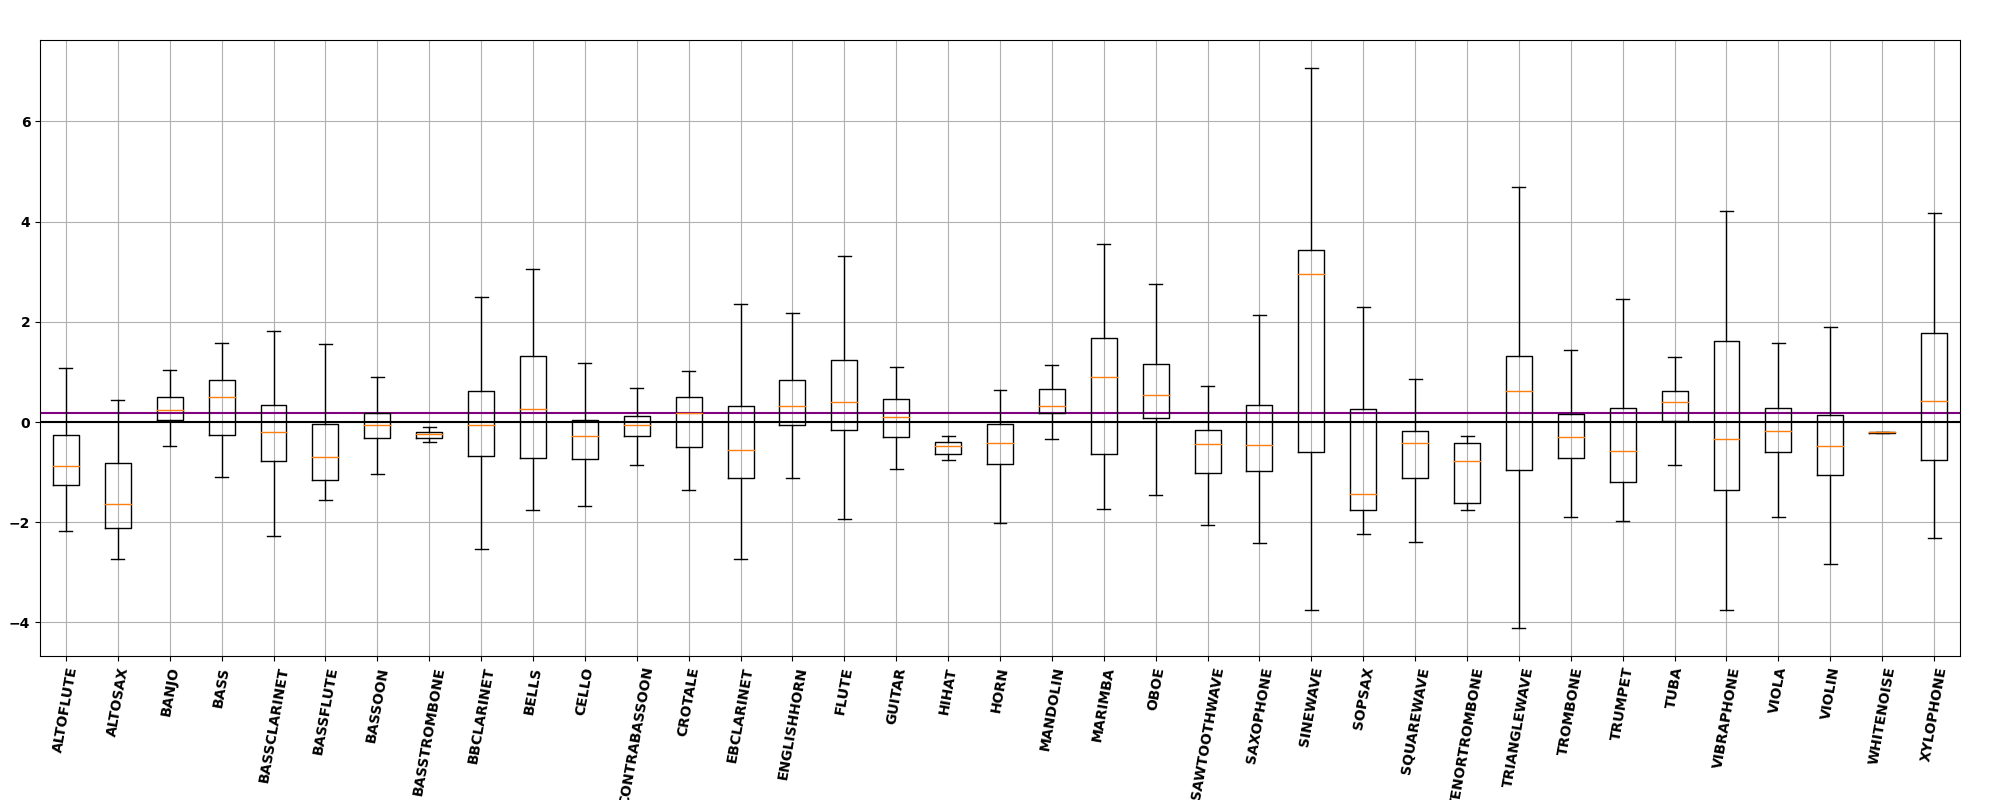 6
4
2
0
−2
−4
ALTOFLUTE
ALTOSAX
BANJO
BASS
BASSCLARINET
BASSFLUTE
BASSOON
BASSTROMBONE
BBCLARINET
BELLS
CELLO
CONTRABASSOON
CROTALE
EBCLARINET
ENGLISHHORN
FLUTE
GUITAR
HIHAT
HORN
MANDOLIN
MARIMBA
OBOE
SAWTOOTHWAVE
SAXOPHONE
SINEWAVE
SOPSAX
SQUAREWAVE
TENORTROMBONE
TRIANGLEWAVE
TROMBONE
TRUMPET
TUBA
VIBRAPHONE
VIOLA
VIOLIN
WHITENOISE
XYLOPHONE